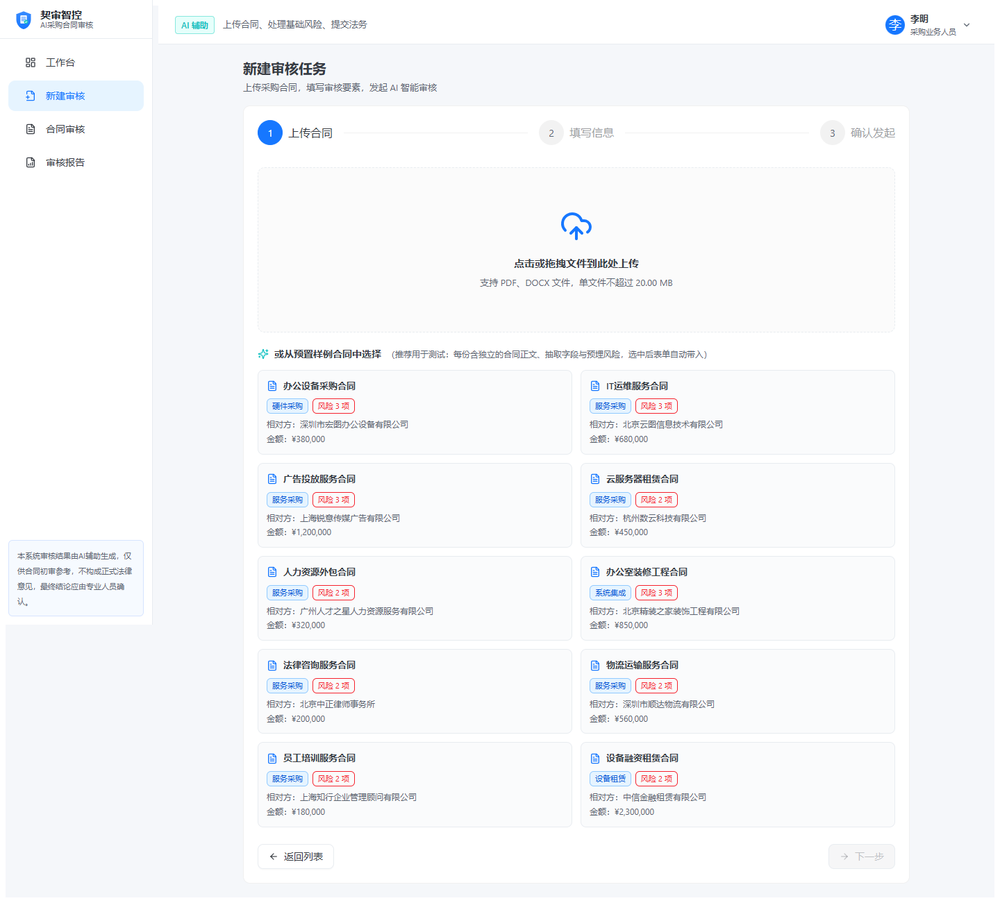 契审智控
AI采购合同审核
工作台
新建审核
合同审核
审核报告
本系统审核结果由AI辅助生成，仅
供合同初审参考，不构成正式法律
意见，最终结论应由专业人员确
认。
AI 辅助 上传合同、处理基础风险、提交法务
李 李明
采购业务人员
新建审核任务
上传采购合同，填写审核要素，发起 AI 智能审核
1 上传合同 2 填写信息 3 确认发起
点击或拖拽文件到此处上传
支持 PDF、DOCX 文件，单文件不超过 20.00 MB
或从预置样例合同中选择 （推荐用于测试：每份含独立的合同正文、抽取字段与预埋风险，选中后表单自动带入）
办公设备采购合同
硬件采购 风险 3 项
相对方：深圳市宏图办公设备有限公司
金额：¥380,000
IT运维服务合同
服务采购 风险 3 项
相对方：北京云图信息技术有限公司
金额：¥680,000
广告投放服务合同
服务采购 风险 3 项
相对方：上海锐意传媒广告有限公司
金额：¥1,200,000
云服务器租赁合同
服务采购 风险 2 项
相对方：杭州数云科技有限公司
金额：¥450,000
人力资源外包合同
服务采购 风险 2 项
相对方：广州人才之星人力资源服务有限公司
金额：¥320,000
办公室装修工程合同
系统集成 风险 3 项
相对方：北京精装之家装饰工程有限公司
金额：¥850,000
法律咨询服务合同
服务采购 风险 2 项
相对方：北京中正律师事务所
金额：¥200,000
物流运输服务合同
服务采购 风险 2 项
相对方：深圳市顺达物流有限公司
金额：¥560,000
员工培训服务合同
服务采购 风险 2 项
相对方：上海知行企业管理顾问有限公司
金额：¥180,000
设备融资租赁合同
设备租赁 风险 2 项
相对方：中信金融租赁有限公司
金额：¥2,300,000
返回列表
下一步